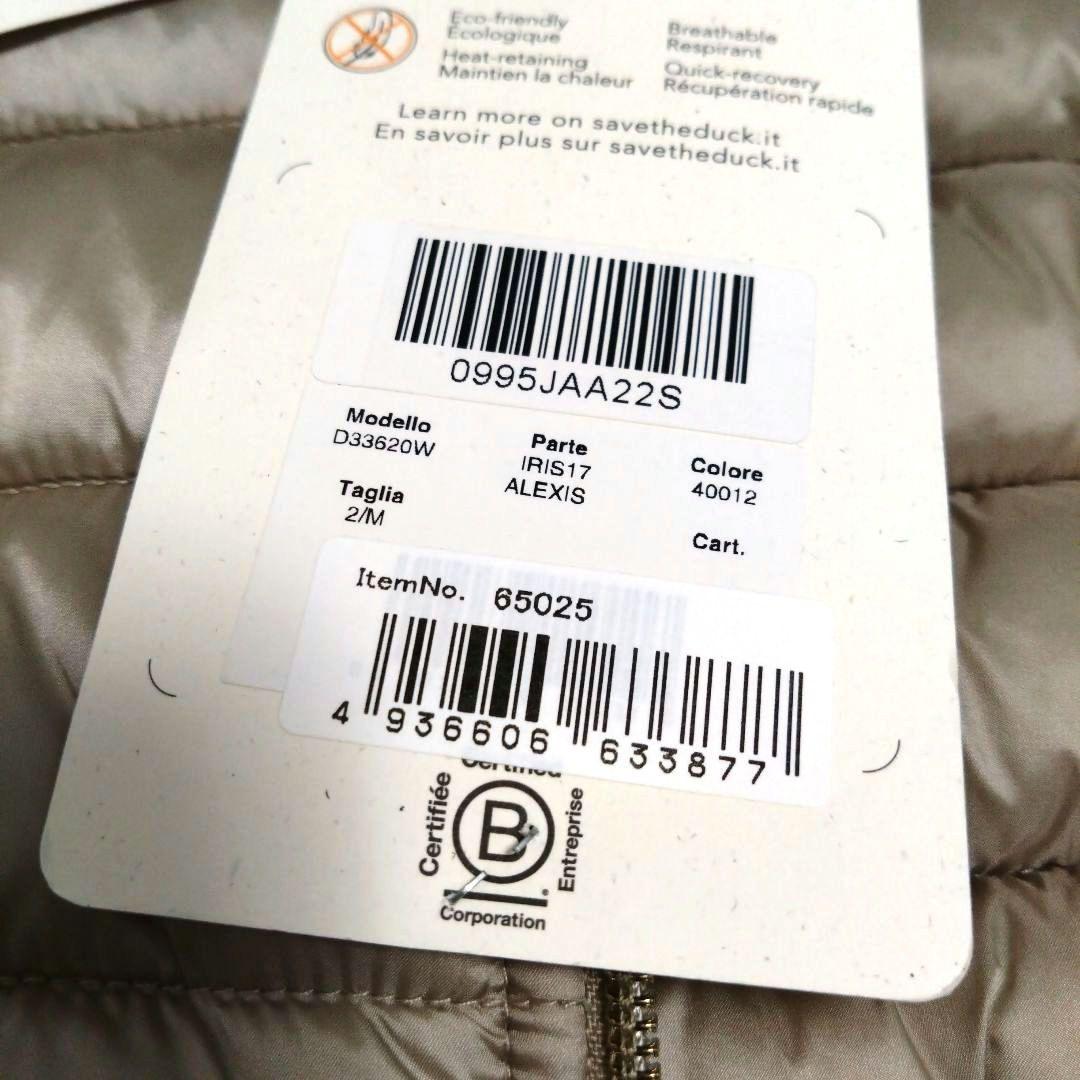 Eco-friendly
Écologique
Heat-retaining
Maintien la chaleur
Breathable
Respirant
Quick-recovery
Récupération rapide
Learn more on savetheduck.it
En savoir plus sur savetheduck.it
0995JAA22S
Modello
D33620W
Parte
IRIS17
ALEXIS
Colore
40012
Taglia
2/M
Cart.
ItemNo. 65025
4 936606 633877
Certified
Certifiée
B
Entreprise
Corporation